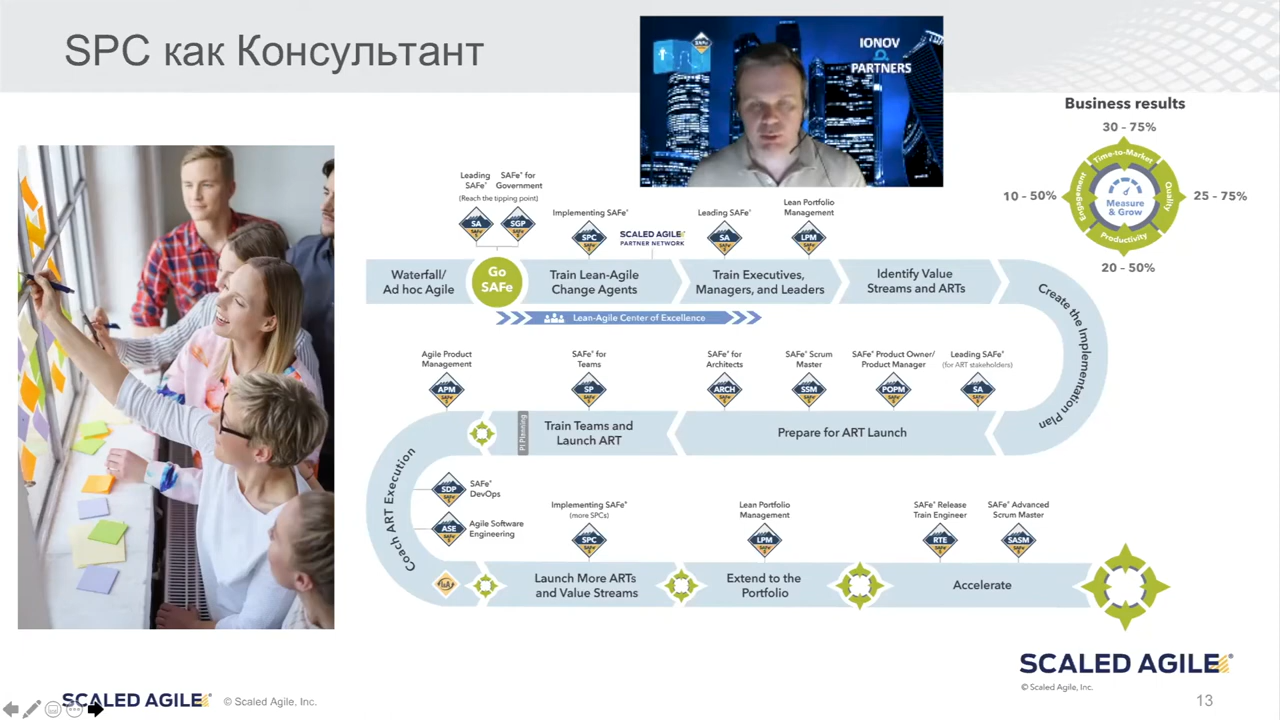 SPC как Консультант
IONOV
PARTNERS
Business results
30 - 75%
Time-to-Market
10 - 50%
Engagement
Measure
& Grow
Quality
25 - 75%
Productivity
20 - 50%
Leading
SAFe®
SAFe® for
Government
(Reach the tipping point)
SA
SGP
Implementing SAFe®
SPC
SCALED AGILE®
PARTNER NETWORK
Leading SAFe®
SA
Lean Portfolio
Management
LPM
Waterfall/
Ad hoc Agile
Go
SAFe
Train Lean-Agile
Change Agents
Train Executives,
Managers, and Leaders
Identify Value
Streams and ARTs
Create the Implementation Plan
Lean-Agile Center of Excellence
Agile Product
Management
APM
SAFe® for
Teams
SP
SAFe® for
Architects
ARCH
SAFe® Scrum
Master
SSM
SAFe® Product Owner/
Product Manager
POPM
Leading SAFe®
(for ART stakeholders)
SA
PI Planning
Train Teams and
Launch ART
Prepare for ART Launch
Coach ART Execution
SDP
SAFe®
DevOps
ASE
Agile Software
Engineering
Implementing SAFe®
(more SPCs)
SPC
Lean Portfolio
Management
LPM
SAFe® Release
Train Engineer
RTE
SAFe® Advanced
Scrum Master
SASM
I&A
Launch More ARTs
and Value Streams
Extend to the
Portfolio
Accelerate
SCALED AGILE®
© Scaled Agile, Inc.
SCALED AGILE®
© Scaled Agile, Inc.
13